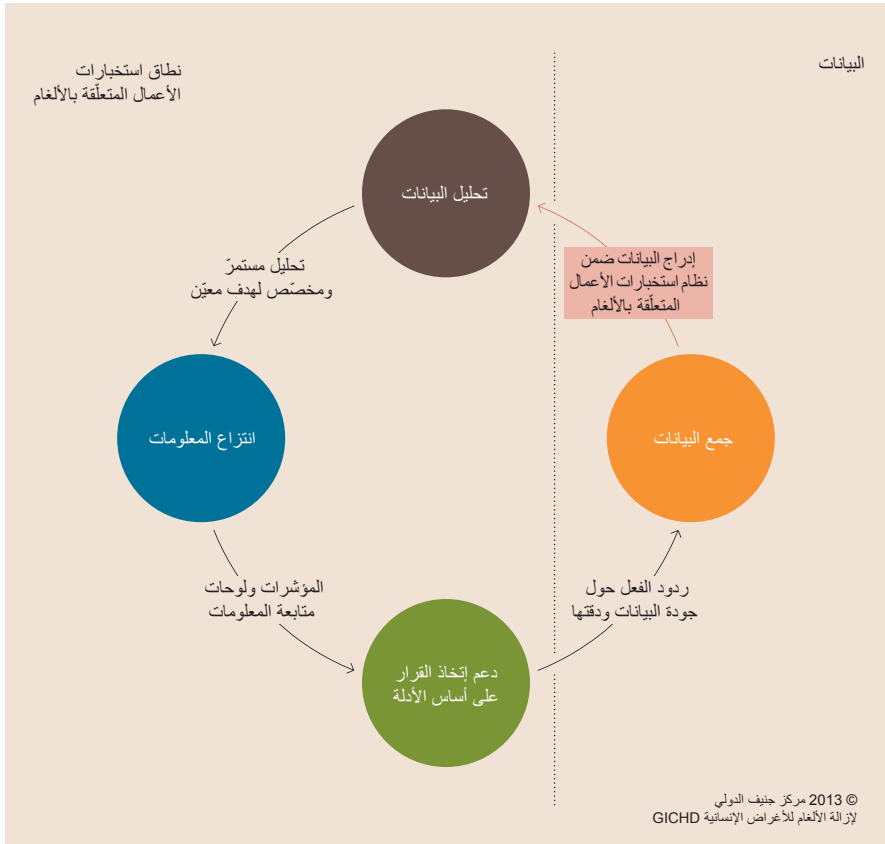 البيانات
نطاق استخبارات
الأعمال المتعلّقة بالألغام
تحليل البيانات
إدراج البيانات ضمن
نظام استخبارات الأعمال
المتعلّقة بالألغام
تحليل مستمرّ
ومخصّص لهدف معيّن
جمع البيانات
انتزاع المعلومات
ردود الفعل حول
جودة البيانات ودقتها
المؤشرات ولوحات
متابعة المعلومات
دعم إتخاذ القرار
على أساس الأدلة
© 2013 مركز جنيف الدولي
لإزالة الألغام للأغراض الإنسانية GICHD